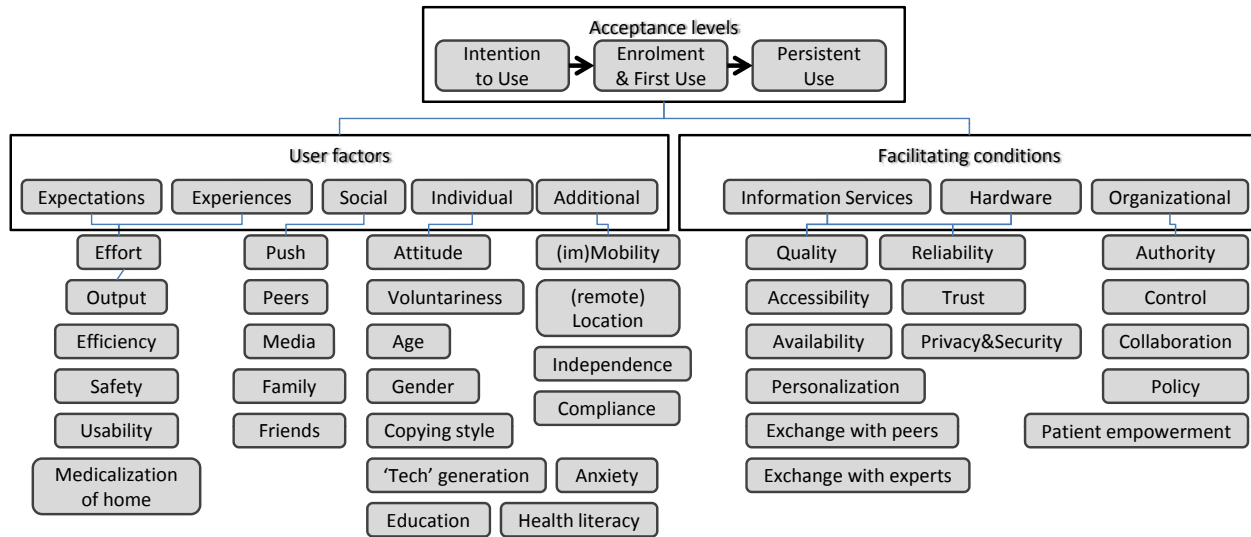 Acceptance levels
Intention
to Use
Enrolment
& First Use
Persistent
Use
User factors
Expectations
Experiences
Social
Individual
Additional
Effort
Output
Efficiency
Safety
Usability
Medicalization
of home
Push
Peers
Media
Family
Friends
Attitude
Voluntariness
Age
Gender
Copying style
‘Tech’ generation
Anxiety
Education
Health literacy
(im)Mobility
(remote)
Location
Independence
Compliance
Facilitating conditions
Information Services
Hardware
Organizational
Quality
Accessibility
Availability
Personalization
Exchange with peers
Exchange with experts
Reliability
Trust
Privacy&Security
Authority
Control
Collaboration
Policy
Patient empowerment